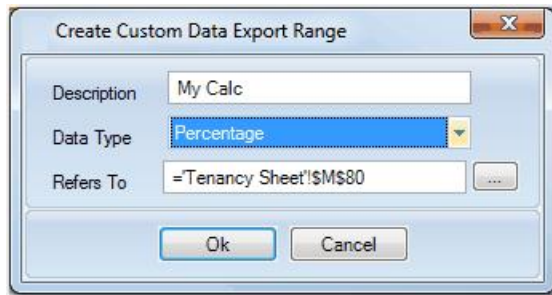 Create Custom Data Export Range
Description My Calc
Data Type Percentage
Refers To ='Tenancy Sheet'!$M$80 ...
Ok Cancel